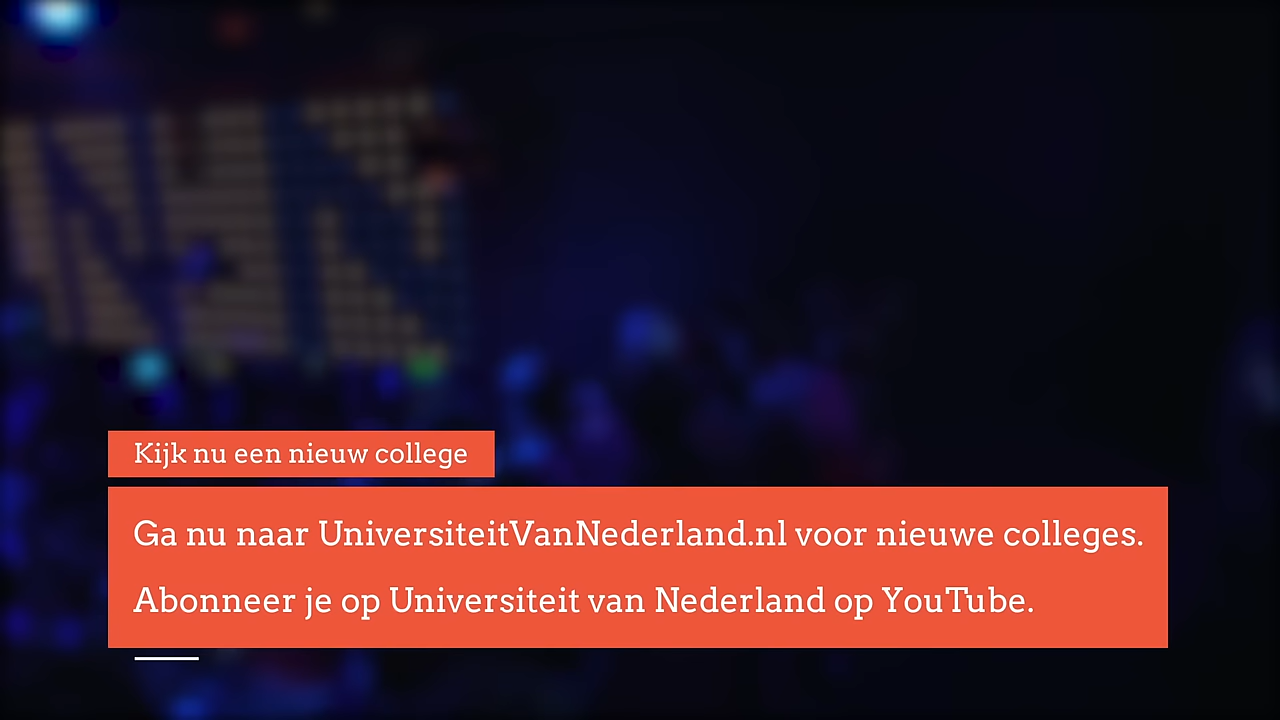 Kijk nu een nieuw college
Ga nu naar UniversiteitVanNederland.nl voor nieuwe colleges.
Abonneer je op Universiteit van Nederland op YouTube.